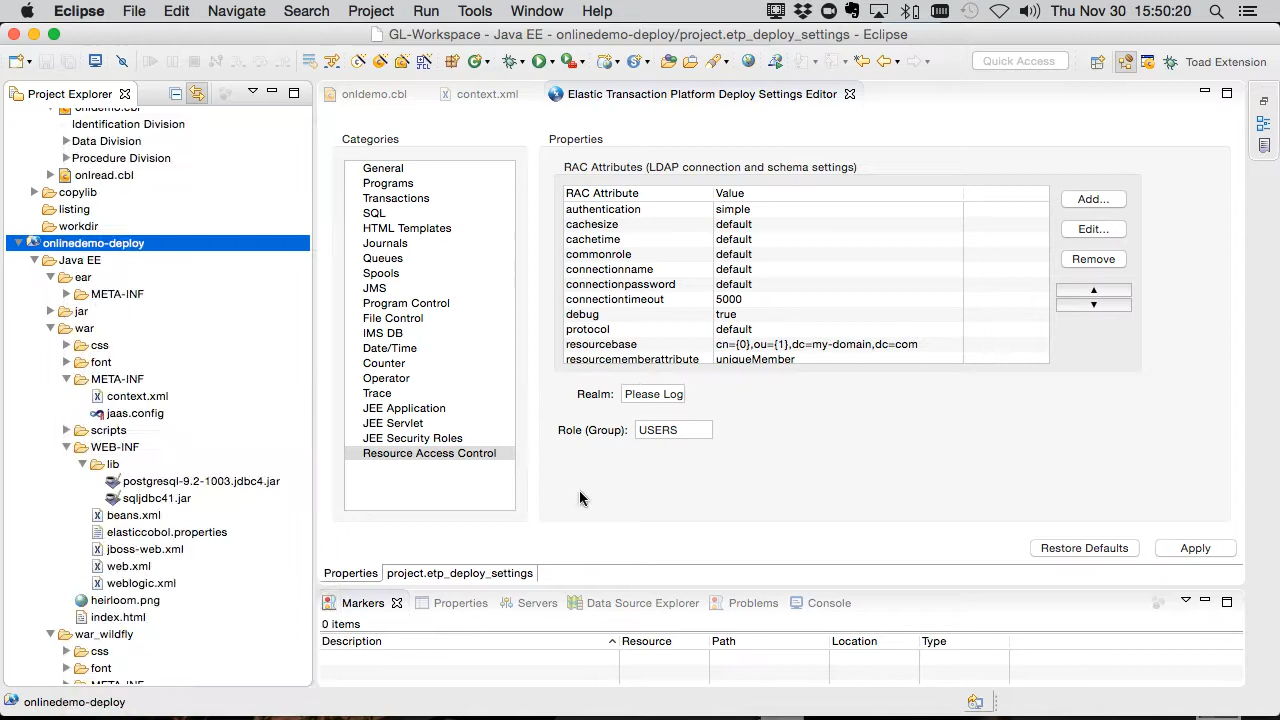 Eclipse File Edit Navigate Search Project Run Tools Window Help Thu Nov 30 15:50:20
GL-Workspace - Java EE - onlinedemo-deploy/project.etp_deploy_settings - Eclipse
Quick Access
Toad Extension
Project Explorer
onldemo.cbl
Identification Division
Data Division
Procedure Division
onlread.cbl
copylib
listing
workdir
onlinedemo-deploy
Java EE
ear
META-INF
jar
war
css
font
META-INF
context.xml
jaas.config
scripts
WEB-INF
lib
postgresql-9.2-1003.jdbc4.jar
sqljdbc41.jar
beans.xml
elasticcobol.properties
jboss-web.xml
web.xml
weblogic.xml
heirloom.png
index.html
war_wildfly
css
font
META-INF
onldemo.cbl context.xml Elastic Transaction Platform Deploy Settings Editor
Categories
General
Programs
Transactions
SQL
HTML Templates
Journals
Queues
Spools
JMS
Program Control
File Control
IMS DB
Date/Time
Counter
Operator
Trace
JEE Application
JEE Servlet
JEE Security Roles
Resource Access Control
Properties
RAC Attributes (LDAP connection and schema settings)
RAC Attribute Value
authentication simple
cachesize default
cachetime default
commonrole default
connectionname default
connectionpassword default
connectiontimeout 5000
debug true
protocol default
resourcebase cn={0},ou={1},dc=my-domain,dc=com
resourcememberattribute uniqueMember
Add...
Edit...
Remove
Realm: Please Log
Role (Group): USERS
Restore Defaults Apply
Properties project.etp_deploy_settings
Markers Properties Servers Data Source Explorer Problems Console
0 items
Description Resource Path Location Type
onlinedemo-deploy